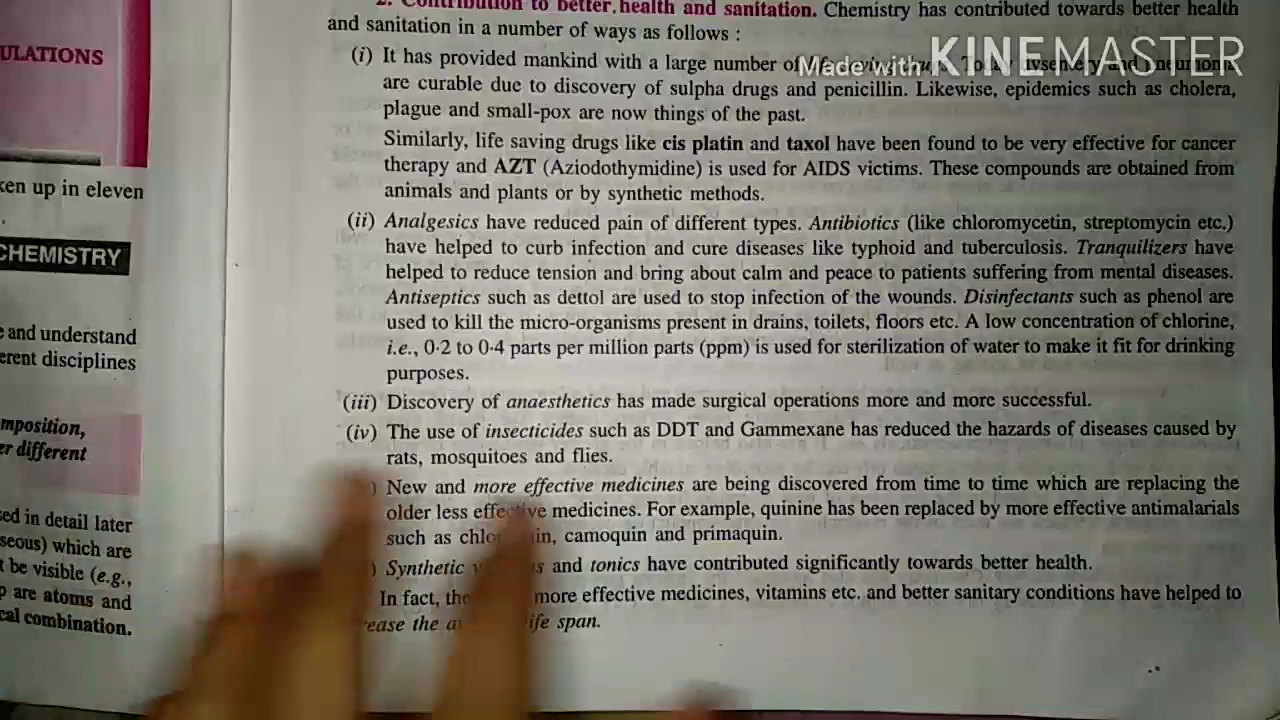 ULATIONS
ken up in eleven
CHEMISTRY
e and understand
erent disciplines
mposition,
er different
sed in detail later
seous) which are
t be visible (e.g.,
p are atoms and
cal combination.
2. Contribution to better health and sanitation. Chemistry has contributed towards better health
and sanitation in a number of ways as follows :
(i) It has provided mankind with a large number of
are curable due to discovery of sulpha drugs and penicillin. Likewise, epidemics such as cholera,
plague and small-pox are now things of the past.
Similarly, life saving drugs like cis platin and taxol have been found to be very effective for cancer
therapy and AZT (Aziodothymidine) is used for AIDS victims. These compounds are obtained from
animals and plants or by synthetic methods.
(ii) Analgesics have reduced pain of different types. Antibiotics (like chloromycetin, streptomycin etc.)
have helped to curb infection and cure diseases like typhoid and tuberculosis. Tranquilizers have
helped to reduce tension and bring about calm and peace to patients suffering from mental diseases.
Antiseptics such as dettol are used to stop infection of the wounds. Disinfectants such as phenol are
used to kill the micro-organisms present in drains, toilets, floors etc. A low concentration of chlorine,
i.e., 0·2 to 0·4 parts per million parts (ppm) is used for sterilization of water to make it fit for drinking
purposes.
(iii) Discovery of anaesthetics has made surgical operations more and more successful.
(iv) The use of insecticides such as DDT and Gammexane has reduced the hazards of diseases caused by
rats, mosquitoes and flies.
) New and more effective medicines are being discovered from time to time which are replacing the
older less effective medicines. For example, quinine has been replaced by more effective antimalarials
such as camoquin and primaquin.
) Synthetic and tonics have contributed significantly towards better health.
In fact, more effective medicines, vitamins etc. and better sanitary conditions have helped to
ease the life span.
Made with KINEMASTER